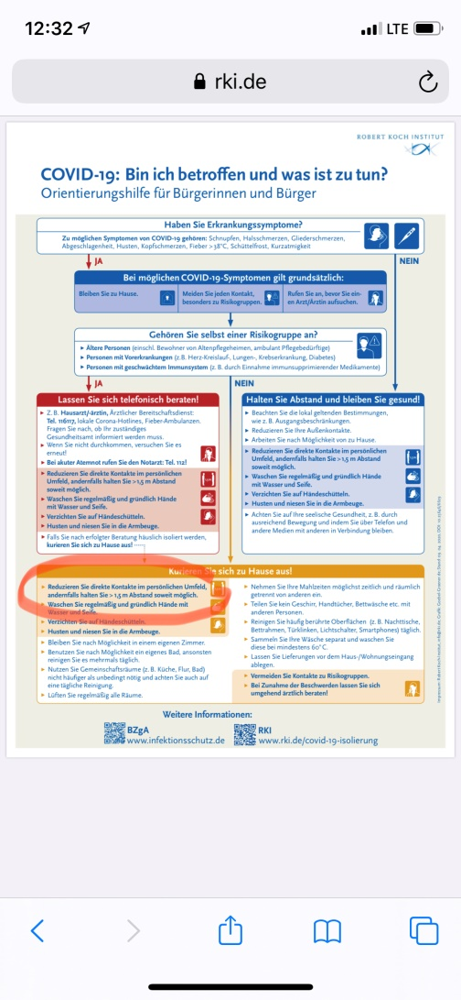 12:32
LTE
rki.de
ROBERT KOCH INSTITUT
COVID-19: Bin ich betroffen und was ist zu tun?
Orientierungshilfe für Bürgerinnen und Bürger
Haben Sie Erkrankungssymptome?
Zu möglichen Symptomen von COVID-19 gehören: Schnupfen, Halsschmerzen, Gliederschmerzen,
Abgeschlagenheit, Husten, Kopfschmerzen, Fieber >38°C, Schüttelfrost, Kurzatmigkeit
JA
NEIN
Bei möglichen COVID-19-Symptomen gilt grundsätzlich:
Bleiben Sie zu Hause.
Meiden Sie jeden Kontakt,
besonders zu Risikogruppen.
Rufen Sie an, bevor Sie ein-
en Arzt/Ärztin aufsuchen.
Gehören Sie selbst einer Risikogruppe an?
▸ Ältere Personen (einschl. Bewohner von Altenpflegeheimen, ambulant Pflegebedürftige)
▸ Personen mit Vorerkrankungen (z.B. Herz-Kreislauf-, Lungen-, Krebserkrankung, Diabetes)
▸ Personen mit geschwächtem Immunsystem (z. B. durch Einnahme immunsupprimierender Medikamente)
JA
NEIN
Lassen Sie sich telefonisch beraten!
▸ Z. B. Hausarzt/-ärztin, Ärztlicher Bereitschaftsdienst:
Tel. 116117, lokale Corona-Hotlines, Fieber-Ambulanzen.
Fragen Sie nach, ob Ihr zuständiges
Gesundheitsamt informiert werden muss.
▸ Wenn Sie nicht durchkommen, versuchen Sie es
erneut!
▸ Bei akuter Atemnot rufen Sie den Notarzt: Tel. 112!
▸ Reduzieren Sie direkte Kontakte im persönlichen
Umfeld, andernfalls halten Sie >1,5 m Abstand
soweit möglich.
▸ Waschen Sie regelmäßig und gründlich Hände
mit Wasser und Seife.
▸ Verzichten Sie auf Händeschütteln.
▸ Husten und niesen Sie in die Armbeuge.
▸ Falls Sie nach erfolgter Beratung häuslich isoliert werden,
kurieren Sie sich zu Hause aus!
Halten Sie Abstand und bleiben Sie gesund!
▸ Beachten Sie die lokal geltenden Bestimmungen,
wie z. B. Ausgangsbeschränkungen.
▸ Reduzieren Sie Ihre Außenkontakte.
▸ Arbeiten Sie nach Möglichkeit von zu Hause.
▸ Reduzieren Sie direkte Kontakte im persönlichen
Umfeld, andernfalls halten Sie >1,5 m Abstand
soweit möglich.
▸ Waschen Sie regelmäßig und gründlich Hände
mit Wasser und Seife.
▸ Verzichten Sie auf Händeschütteln.
▸ Husten und niesen Sie in die Armbeuge.
▸ Achten Sie auf Ihre seelische Gesundheit, z.B. durch
ausreichend Bewegung und indem Sie über Telefon und
andere Medien mit anderen in Verbindung bleiben.
Kurieren Sie sich zu Hause aus!
▸ Reduzieren Sie direkte Kontakte im persönlichen Umfeld,
andernfalls halten Sie >1,5 m Abstand soweit möglich.
▸ Waschen Sie regelmäßig und gründlich Hände mit
Wasser und Seife.
▸ Verzichten Sie auf Händeschütteln.
▸ Husten und niesen Sie in die Armbeuge.
▸ Bleiben Sie nach Möglichkeit in einem eigenen Zimmer.
▸ Benutzen Sie nach Möglichkeit ein eigenes Bad, ansonsten
reinigen Sie es mehrmals täglich.
▸ Nutzen Sie Gemeinschaftsräume (z. B. Küche, Flur, Bad)
nicht häufiger als unbedingt nötig und achten Sie auch auf
eine tägliche Reinigung.
▸ Lüften Sie regelmäßig alle Räume.
▸ Nehmen Sie Ihre Mahlzeiten möglichst zeitlich und räumlich
getrennt von anderen ein.
▸ Teilen Sie kein Geschirr, Handtücher, Bettwäsche etc. mit
anderen Personen.
▸ Reinigen Sie häufig berührte Oberflächen (z. B. Nachttische,
Bettrahmen, Türklinken, Lichtschalter, Smartphones) täglich.
▸ Sammeln Sie Ihre Wäsche separat und waschen Sie
diese bei mindestens 60° C.
▸ Lassen Sie Lieferungen vor dem Haus-/Wohnungseingang
ablegen.
▸ Vermeiden Sie Kontakte zu Risikogruppen.
▸ Bei Zunahme der Beschwerden lassen Sie sich
umgehend ärztlich beraten!
Weitere Informationen:
BZgA
www.infektionsschutz.de
RKI
www.rki.de/covid-19-isolierung